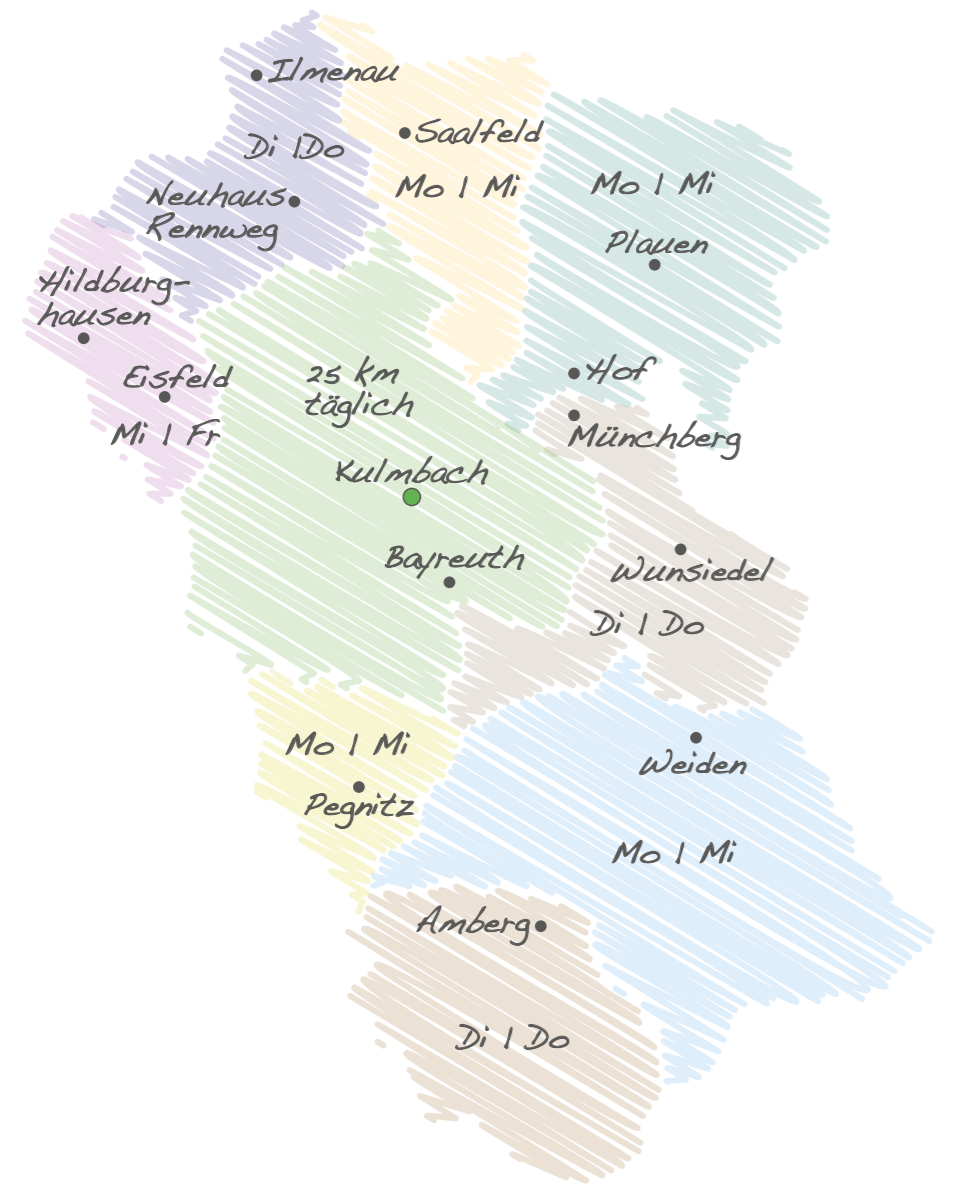 Ilmenau
Saalfeld
Di | Do
Mo | Mi
Mo | Mi
Neuhaus
Rennweg
Plauen
Hildburg-
hausen
Eisfeld
25 km
täglich
Hof
Münchberg
Mi | Fr
Kulmbach
Bayreuth
Wunsiedel
Di | Do
Mo | Mi
Weiden
Pegnitz
Mo | Mi
Amberg
Di | Do